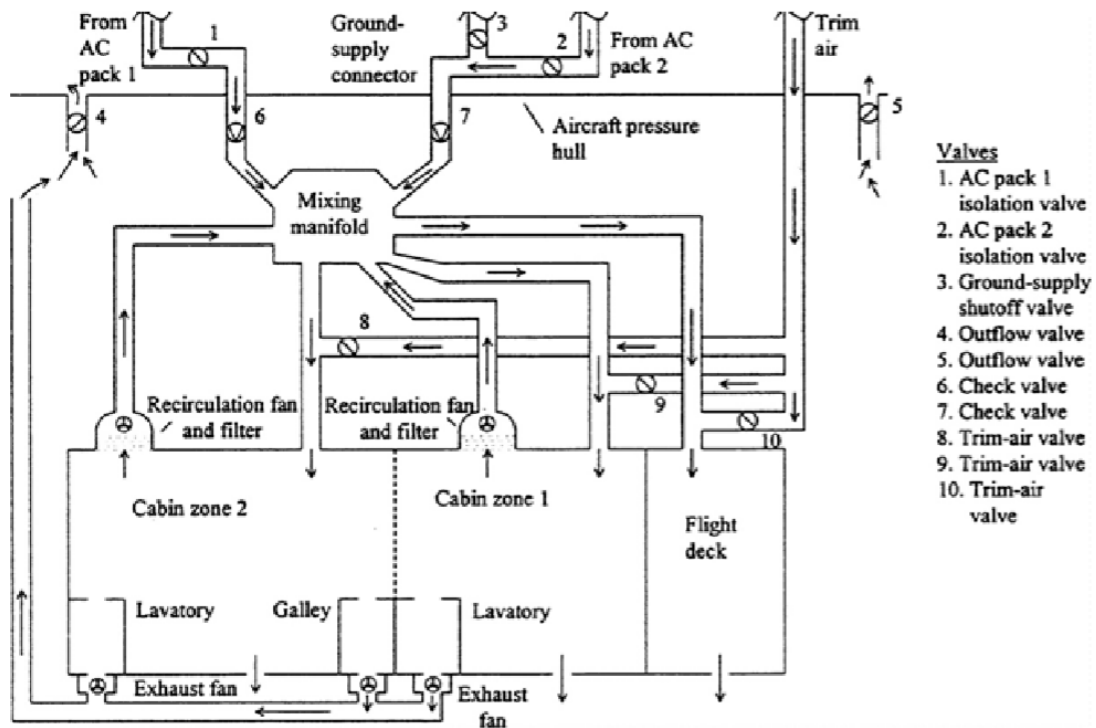 From
AC
pack 1
1
Ground-
supply
connector
3
2
From AC
pack 2
Trim
air
4
6
7
Aircraft pressure
hull
5
Mixing
manifold
8
9
10
Recirculation fan
and filter
Recirculation fan
and filter
Cabin zone 2
Cabin zone 1
Flight
deck
Lavatory
Galley
Lavatory
Exhaust fan
Exhaust
fan
Valves
1. AC pack 1
isolation valve
2. AC pack 2
isolation valve
3. Ground-supply
shutoff valve
4. Outflow valve
5. Outflow valve
6. Check valve
7. Check valve
8. Trim-air valve
9. Trim-air valve
10. Trim-air
valve